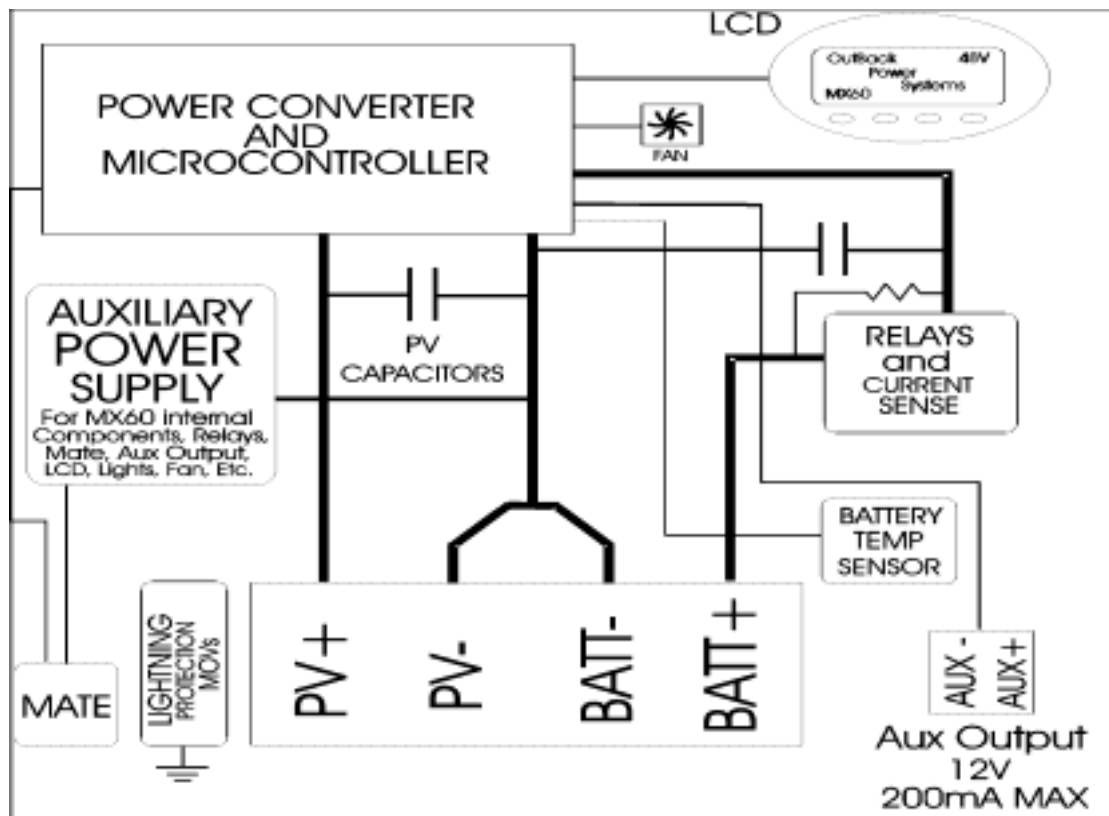 LCD
OutBack 48V
Power
Systems
MX60
POWER CONVERTER
AND
MICROCONTROLLER
FAN
AUXILIARY
POWER
SUPPLY
For MX60 internal
Components, Relays,
Mate, Aux Output,
LCD, Lights, Fan, Etc.
PV
CAPACITORS
RELAYS
and
CURRENT
SENSE
BATTERY
TEMP
SENSOR
MATE
LIGHTNING
PROTECTION
MOVs
PV+
PV-
BATT-
BATT+
AUX -
AUX+
Aux Output
12V
200mA MAX